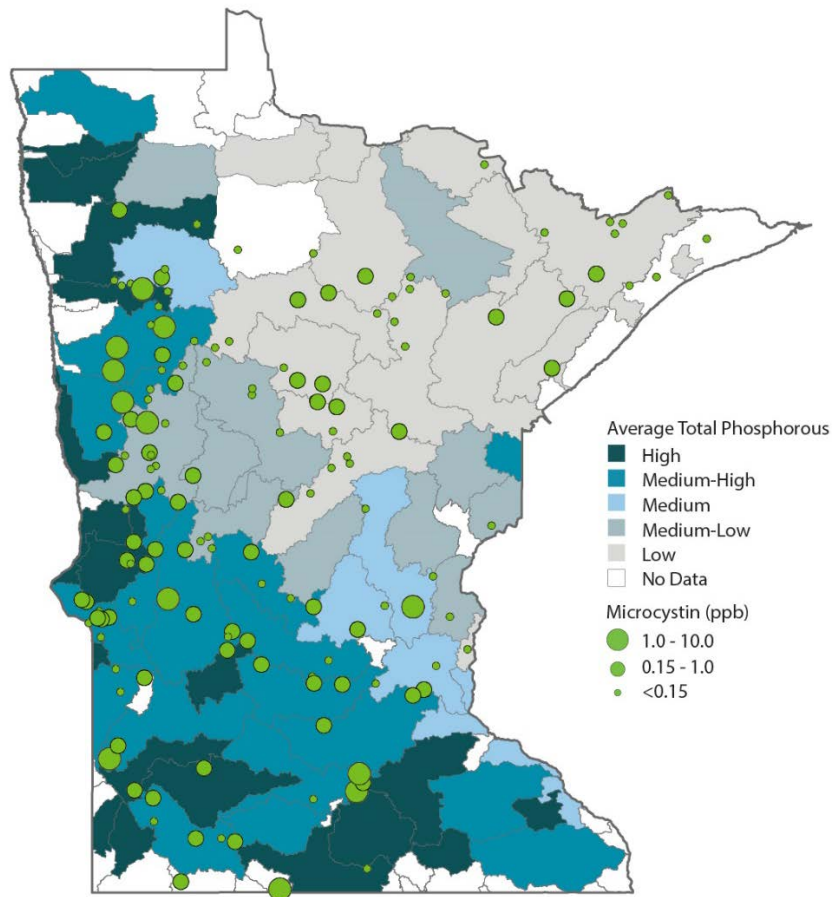 Average Total Phosphorous
High
Medium-High
Medium
Medium-Low
Low
No Data
Microcystin (ppb)
1.0 - 10.0
0.15 - 1.0
<0.15